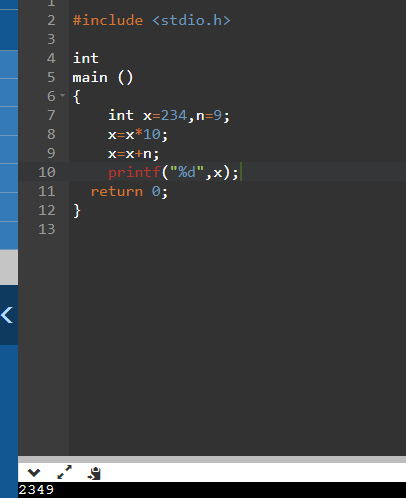 1
2 #include <stdio.h>
3
4 int
5 main ()
6 {
7 int x=234,n=9;
8 x=x*10;
9 x=x+n;
10 printf("%d",x);
11 return 0;
12 }
13
2349